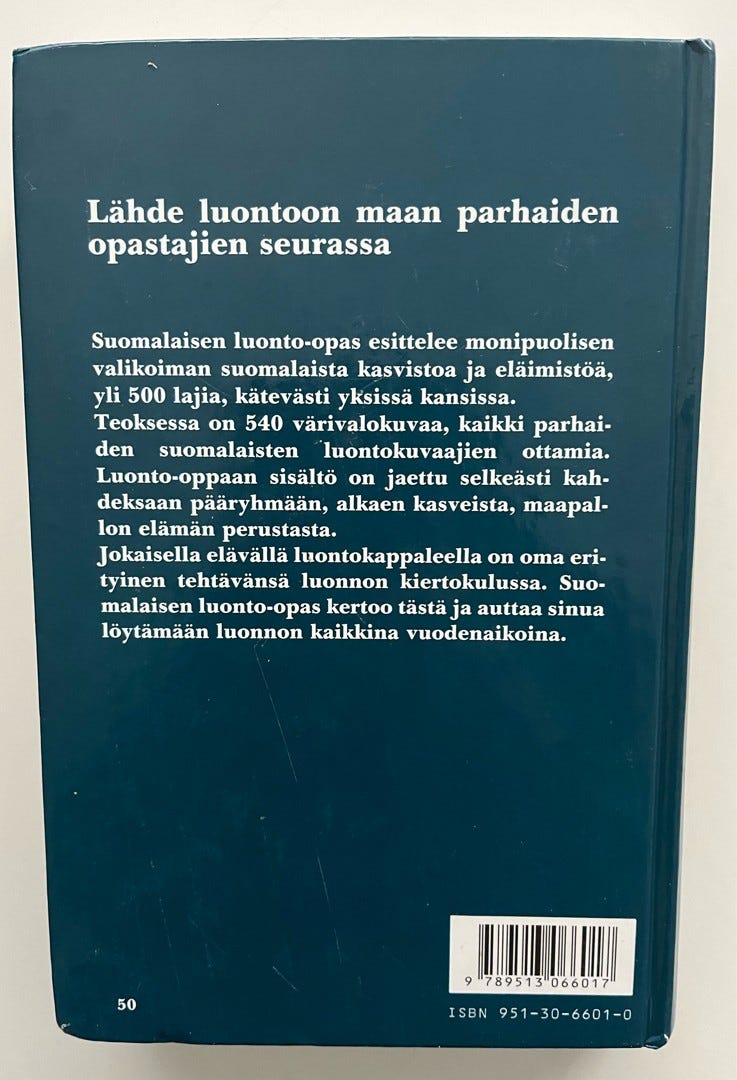 Lähde luontoon maan parhaiden
opastajien seurassa
Suomalaisen luonto-opas esittelee monipuolisen
valikoiman suomalaista kasvistoa ja eläimistöä,
yli 500 lajia, kätevästi yksissä kansissa.
Teoksessa on 540 värivalokuvaa, kaikki parhai-
den suomalaisten luontokuvaajien ottamia.
Luonto-oppaan sisältö on jaettu selkeästi kah-
deksaan pääryhmään, alkaen kasveista, maapal-
lon elämän perustasta.
Jokaisella elävällä luontokappaleella on oma eri-
tyinen tehtävänsä luonnon kiertokulussa. Suo-
malaisen luonto-opas kertoo tästä ja auttaa sinua
löytämään luonnon kaikkina vuodenaikoina.
9 789513 066017
50
ISBN 951-30-6601-0